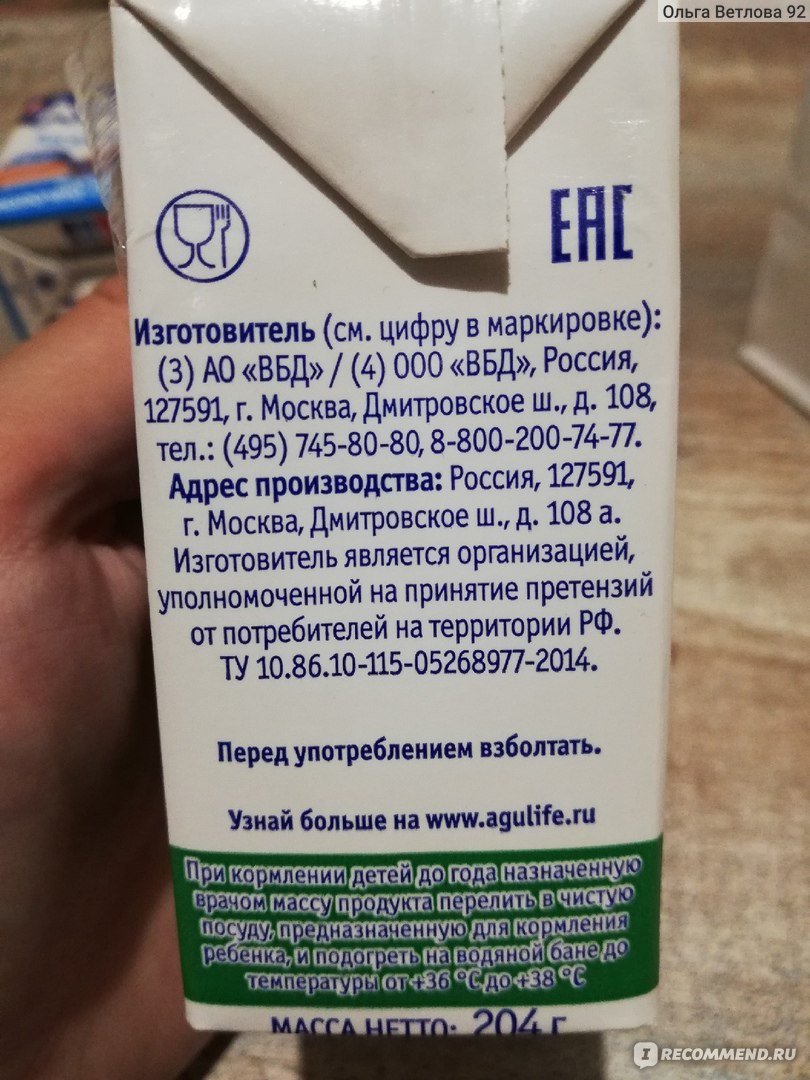 Ольга Ветлова 92
ЕАС
Изготовитель (см. цифру в маркировке):
(3) АО «ВБД» / (4) ООО «ВБД», Россия,
127591, г. Москва, Дмитровское ш., д. 108,
тел.: (495) 745-80-80, 8-800-200-74-77.
Адрес производства: Россия, 127591,
г. Москва, Дмитровское ш., д. 108 а.
Изготовитель является организацией,
уполномоченной на принятие претензий
от потребителей на территории РФ.
ТУ 10.86.10-115-05268977-2014.
Перед употреблением взболтать.
Узнай больше на www.agulife.ru
При кормлении детей до года назначенную
врачом массу продукта перелить в чистую
посуду, предназначенную для кормления
ребенка, и подогреть на водяной бане до
температуры от +36 °С до +38 °С
МАССА НЕТТО: 204 г
IRECOMMEND.RU